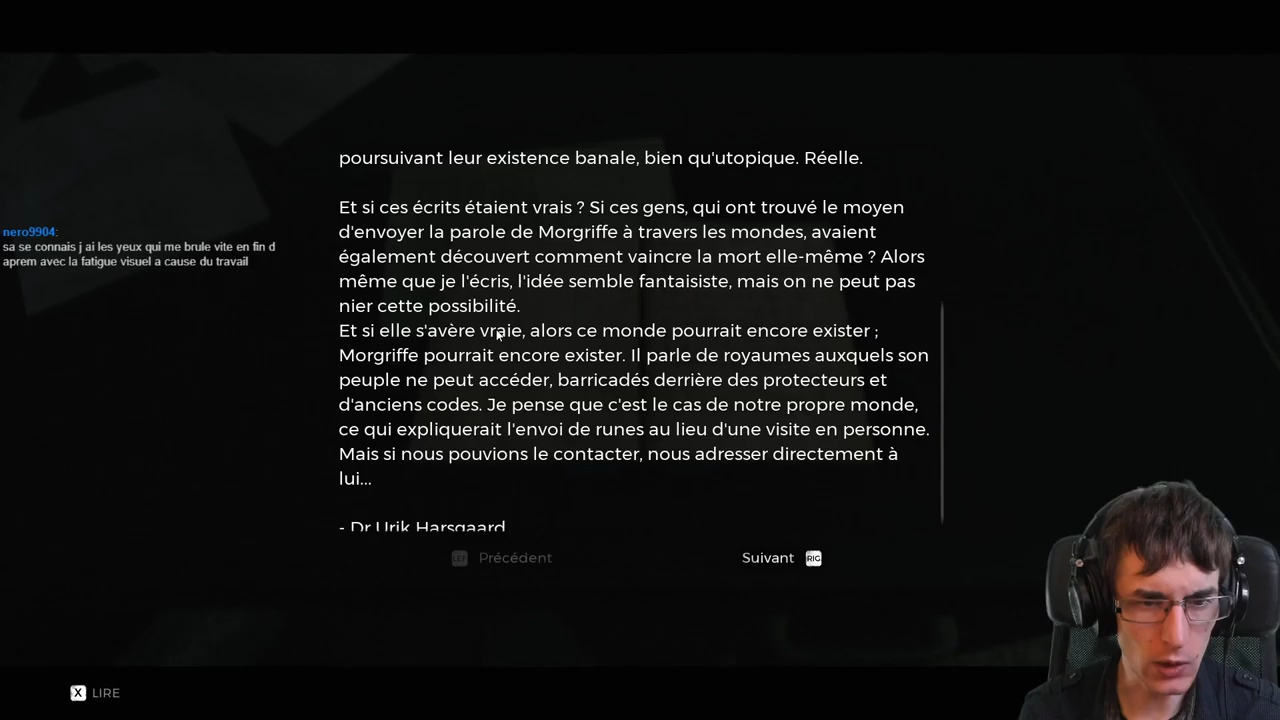 poursuivant leur existence banale, bien qu'utopique. Réelle.
Et si ces écrits étaient vrais ? Si ces gens, qui ont trouvé le moyen
d'envoyer la parole de Morgriffe à travers les mondes, avaient
également découvert comment vaincre la mort elle-même ? Alors
même que je l'écris, l'idée semble fantaisiste, mais on ne peut pas
nier cette possibilité.
Et si elle s'avère vraie, alors ce monde pourrait encore exister ;
Morgriffe pourrait encore exister. Il parle de royaumes auxquels son
peuple ne peut accéder, barricadés derrière des protecteurs et
d'anciens codes. Je pense que c'est le cas de notre propre monde,
ce qui expliquerait l'envoi de runes au lieu d'une visite en personne.
Mais si nous pouvions le contacter, nous adresser directement à
lui...
- Dr Urik Harsgaard
nero9904:
sa se connais j ai les yeux qui me brule vite en fin d
aprem avec la fatigue visuel a cause du travail
LEF Précédent
Suivant RIG
X LIRE